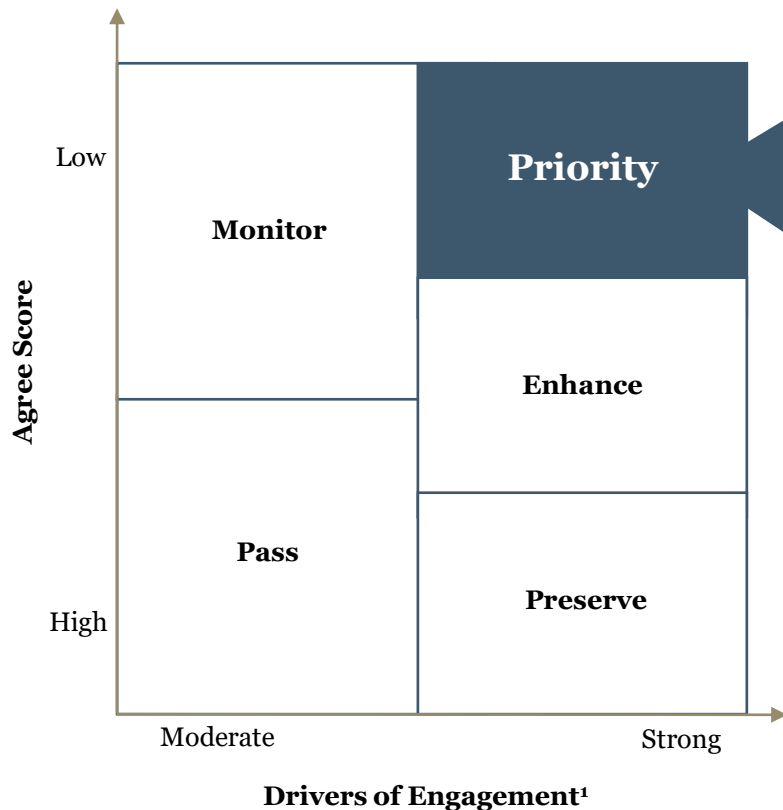 Low
Priority
Monitor
Agree Score
Enhance
Pass
Preserve
High
Moderate
Strong
Drivers of Engagement¹